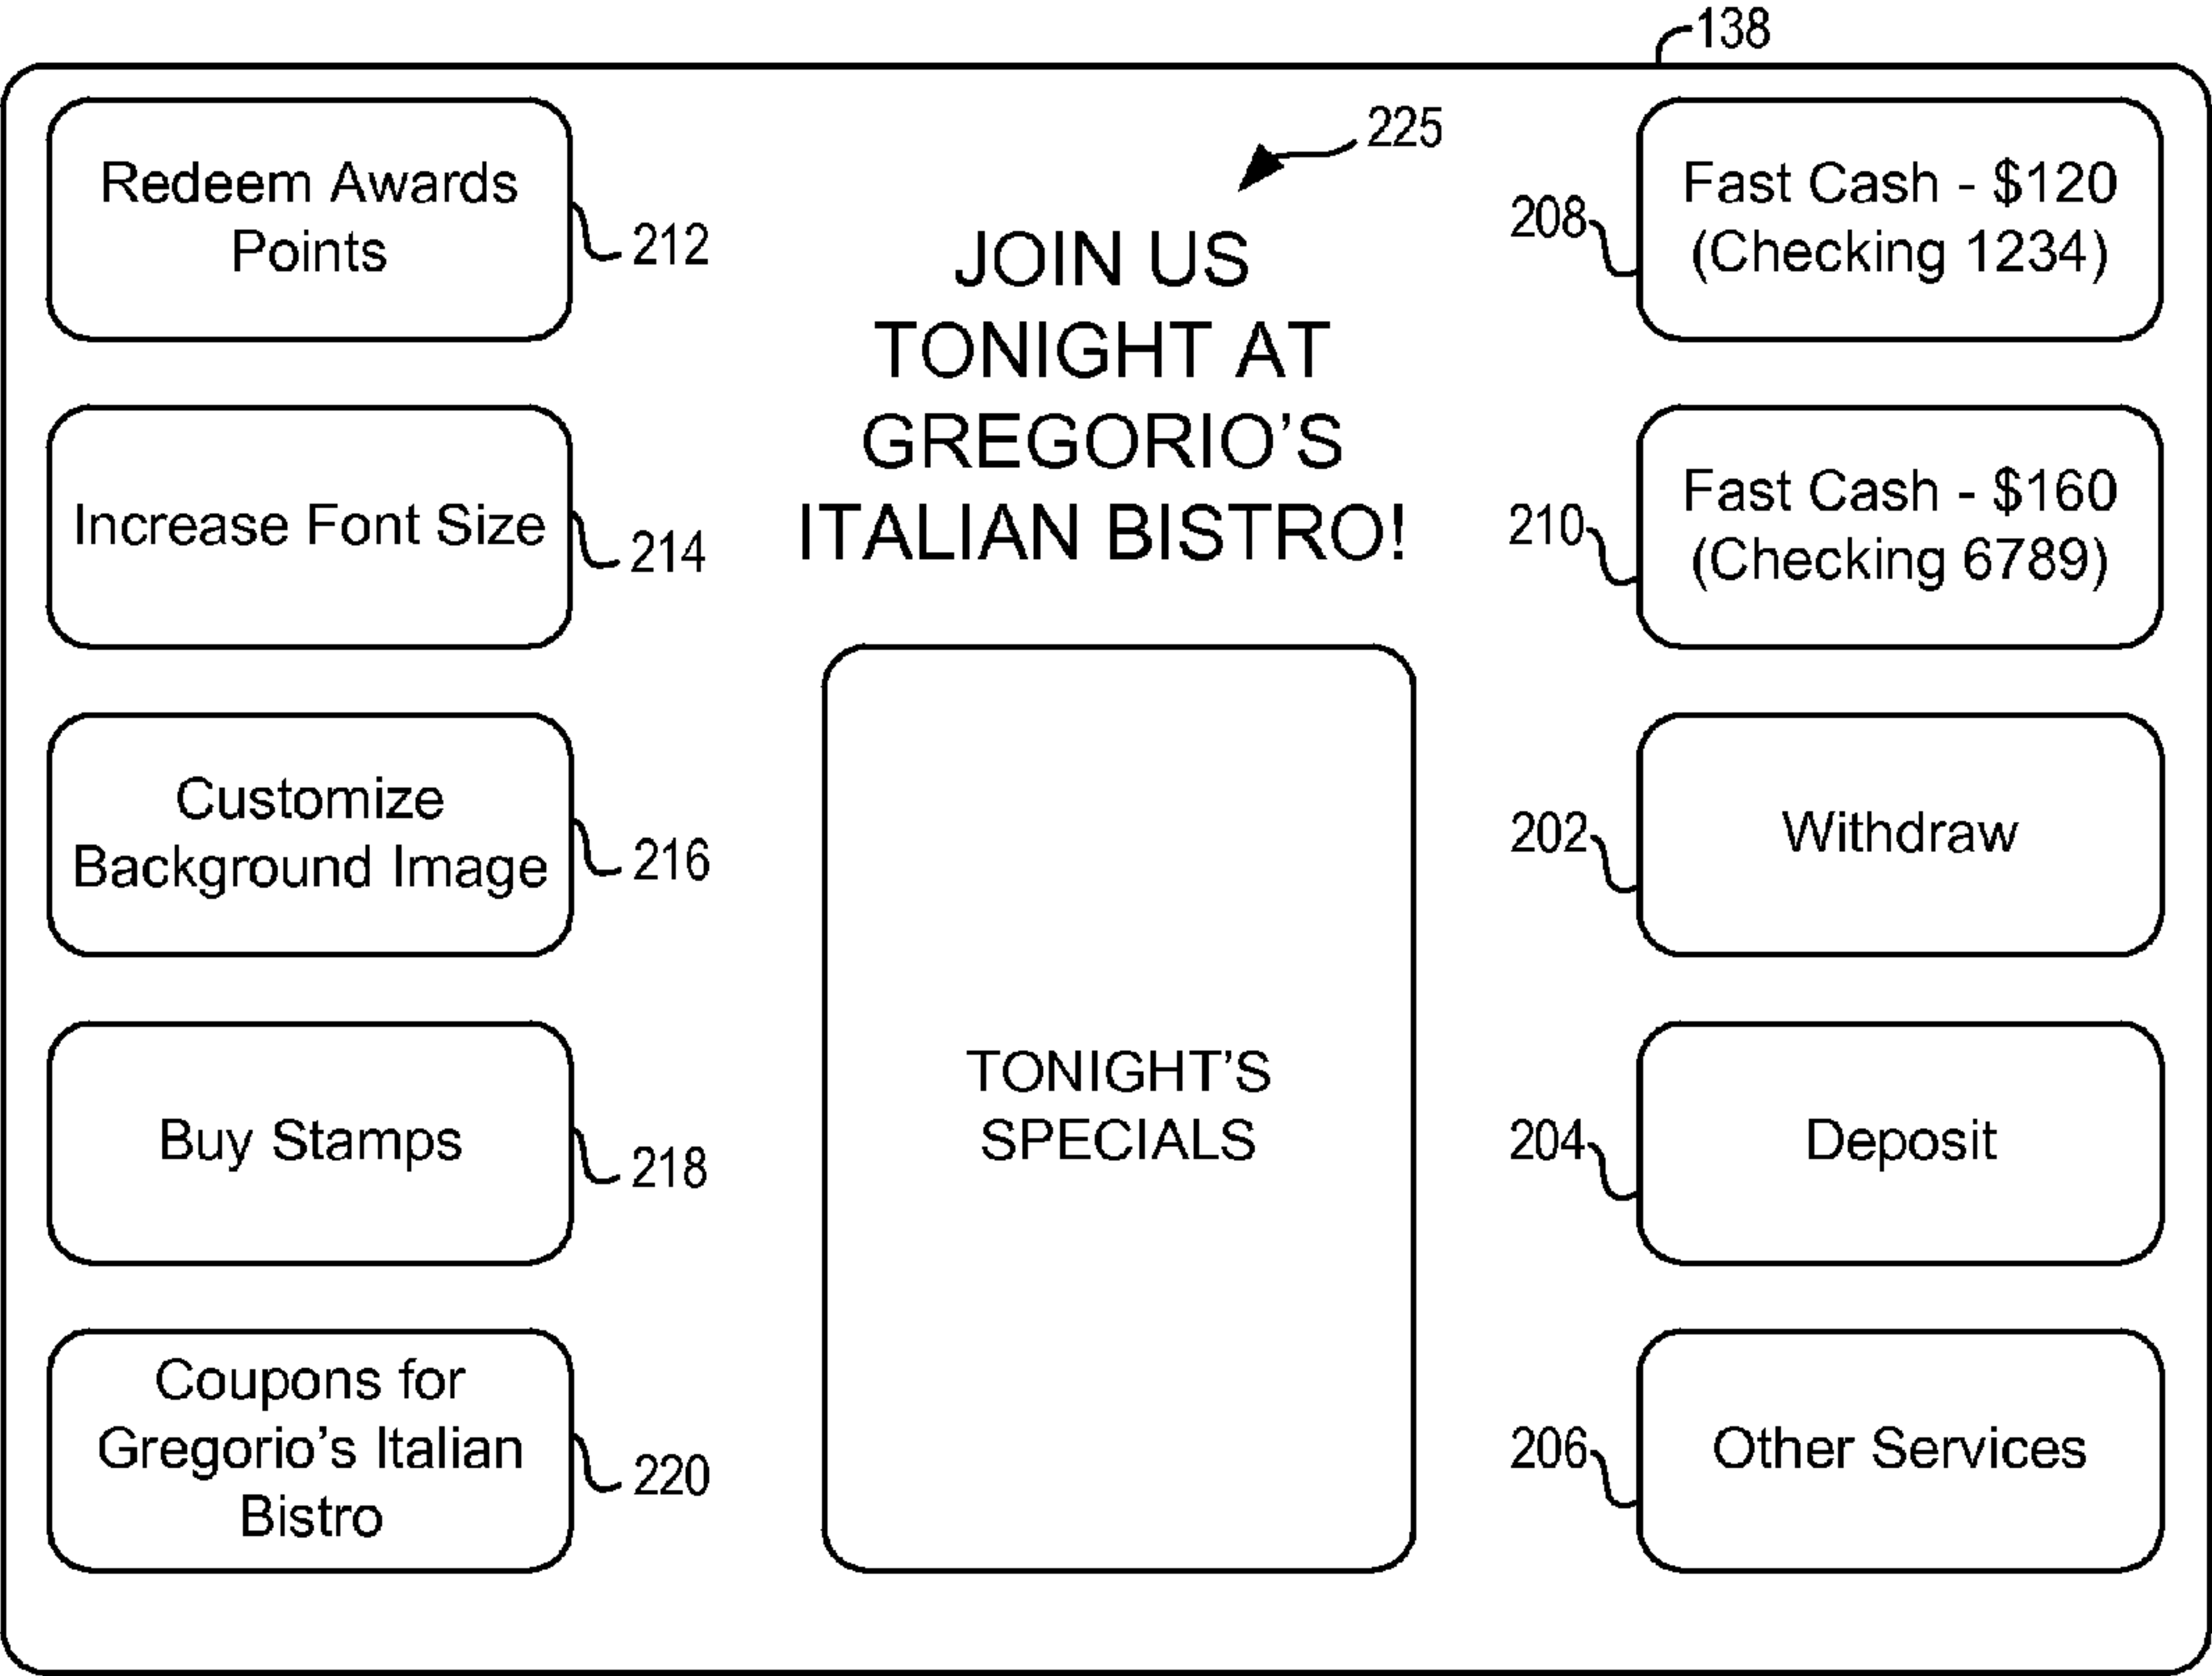 138
Redeem Awards
Points
212
Increase Font Size
214
Customize
Background Image
216
Buy Stamps
218
Coupons for
Gregorio’s Italian
Bistro
220
225
JOIN US
TONIGHT AT
GREGORIO’S
ITALIAN BISTRO!
TONIGHT’S
SPECIALS
208
Fast Cash - $120
(Checking 1234)
210
Fast Cash - $160
(Checking 6789)
202
Withdraw
204
Deposit
206
Other Services